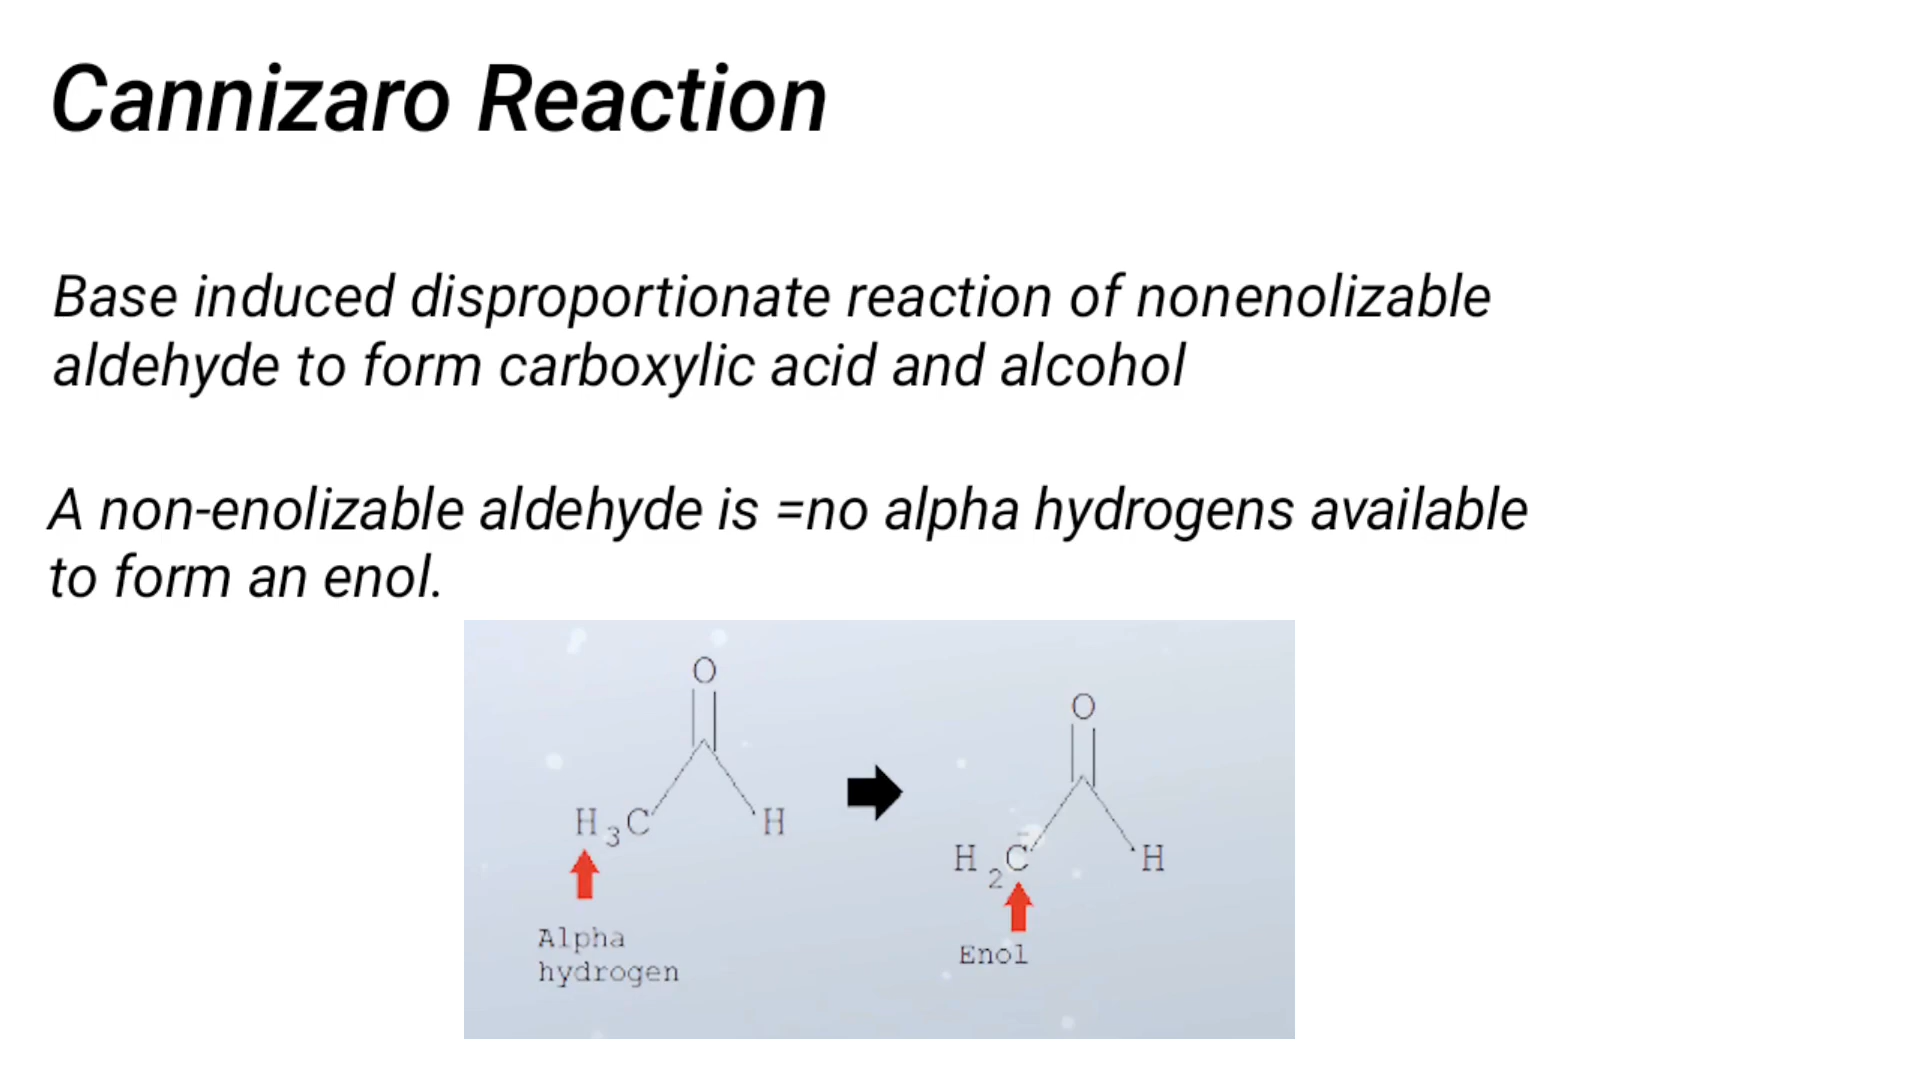 Cannizaro Reaction
Base induced disproportionate reaction of nonenolizable
aldehyde to form carboxylic acid and alcohol
A non-enolizable aldehyde is =no alpha hydrogens available
to form an enol.
O
H3C
H
Alpha
hydrogen
O
H2C-
H
Enol